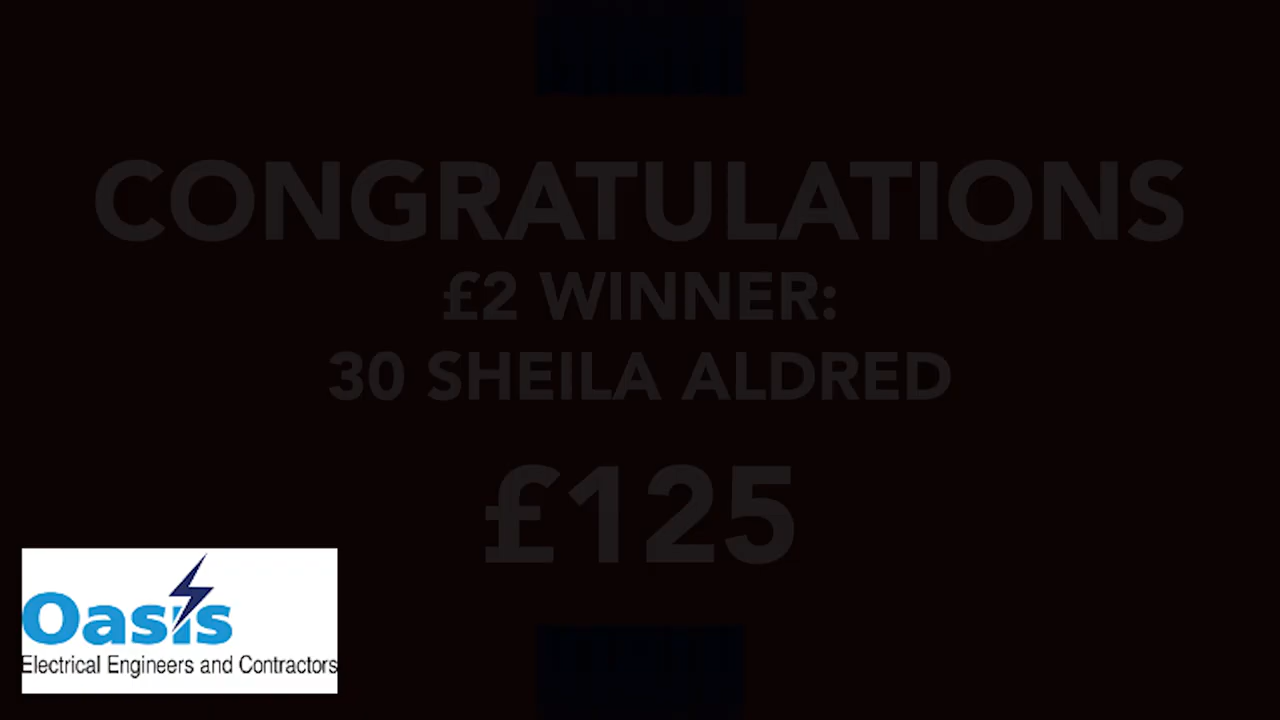 CONGRATULATIONS
£2 WINNER:
30 SHEILA ALDRED
£125
Oasis
Electrical Engineers and Contractors